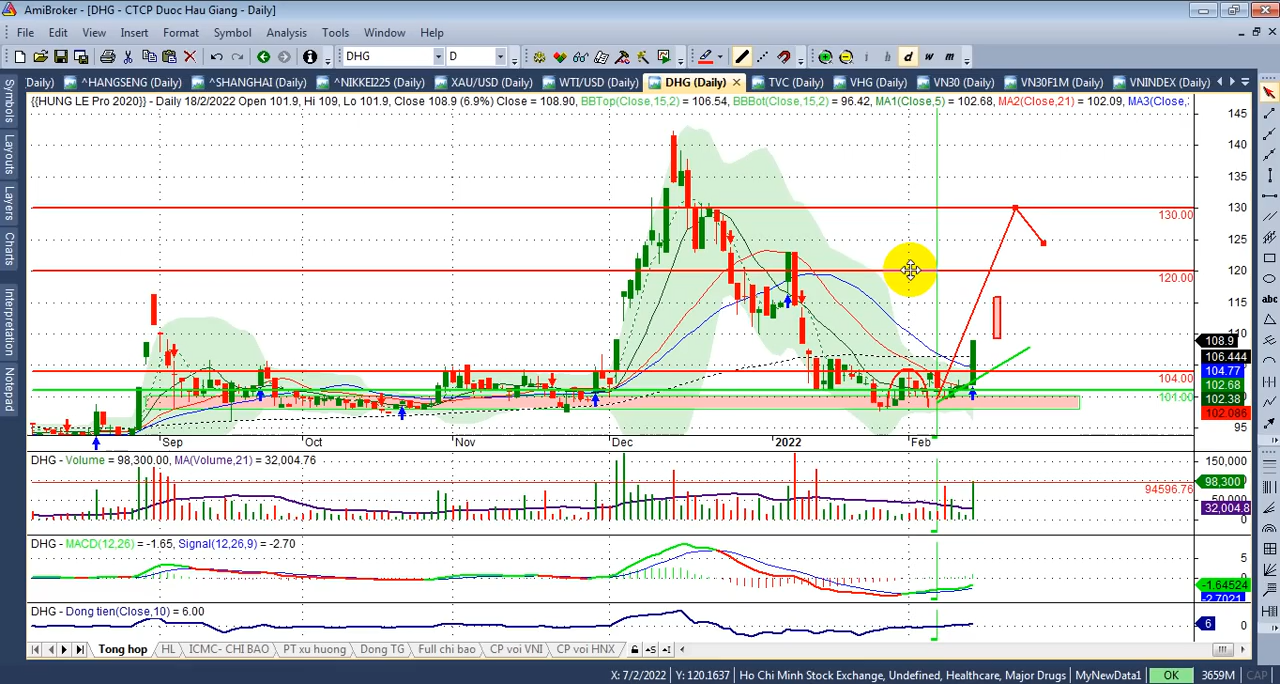 AmiBroker - [DHG - CTCP Duoc Hau Giang - Daily]
File Edit View Insert Format Symbol Analysis Tools Window Help
DHG D i h d w m
Daily) ^HANGSENG (Daily) ^SHANGHAI (Daily) ^NIKKEI225 (Daily) XAU/USD (Daily) WTI/USD (Daily) DHG (Daily) TVC (Daily) VHG (Daily) VN30 (Daily) VN30F1M (Daily) VNINDEX (Daily)
Symbols
Layouts
Layers
Charts
Interpretation
Notepad
{{HUNG LE Pro 2020}} - Daily 18/2/2022 Open 101.9, Hi 109, Lo 101.9, Close 108.9 (6.9%) Close = 108.90, BBTop(Close,15,2) = 106.54, BBBot(Close,15,2) = 96.42, MA1(Close,5) = 102.68, MA2(Close,21) = 102.09, MA3(Close,
145
140
135
130
130.00
125
120
120.00
115
110
108.9
106.444
104.77
104.00
102.68
101.00
102.38
102.086
95
Sep Oct Nov Dec 2022 Feb
DHG - Volume = 98,300.00, MA(Volume,21) = 32,004.76
150,000
98,300
94596.76
50,000
32,004.8
0
DHG - MACD(12,26) = -1.65, Signal(12,26,9) = -2.70
5
0
-1.64524
-2.7021
DHG - Dong tien(Close,10) = 6.00
6
0
Tong hop HL ICMC- CHI BAO PT xu huong Dong TG Full chi bao CP voi VNI CP voi HNX
X: 7/2/2022 Y: 120.1637 Ho Chi Minh Stock Exchange, Undefined, Healthcare, Major Drugs MyNewData1 OK 3659M CAP
abc